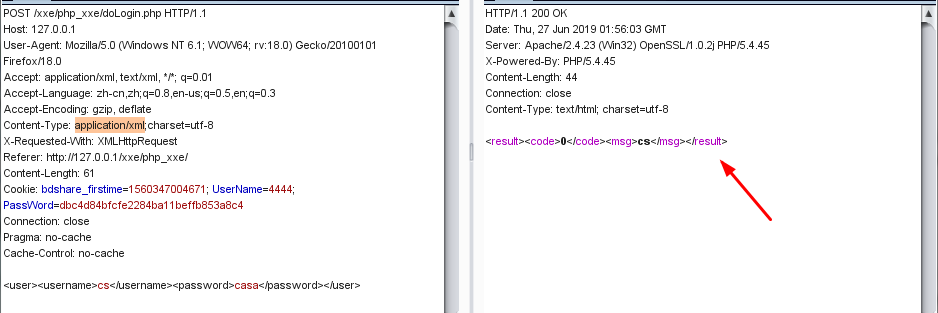 POST /xxe/php_xxe/doLogin.php HTTP/1.1
Host: 127.0.0.1
User-Agent: Mozilla/5.0 (Windows NT 6.1; WOW64; rv:18.0) Gecko/20100101
Firefox/18.0
Accept: application/xml, text/xml, */*; q=0.01
Accept-Language: zh-cn,zh;q=0.8,en-us;q=0.5,en;q=0.3
Accept-Encoding: gzip, deflate
Content-Type: application/xml;charset=utf-8
X-Requested-With: XMLHttpRequest
Referer: http://127.0.0.1/xxe/php_xxe/
Content-Length: 61
Cookie: bdshare_firstime=1560347004671; UserName=4444;
PassWord=dbc4d84bfcfe2284ba11beffb853a8c4
Connection: close
Pragma: no-cache
Cache-Control: no-cache
<user><username>cs</username><password>casa</password></user>
HTTP/1.1 200 OK
Date: Thu, 27 Jun 2019 01:56:03 GMT
Server: Apache/2.4.23 (Win32) OpenSSL/1.0.2j PHP/5.4.45
X-Powered-By: PHP/5.4.45
Content-Length: 44
Connection: close
Content-Type: text/html; charset=utf-8
<result><code>0</code><msg>cs</msg></result>